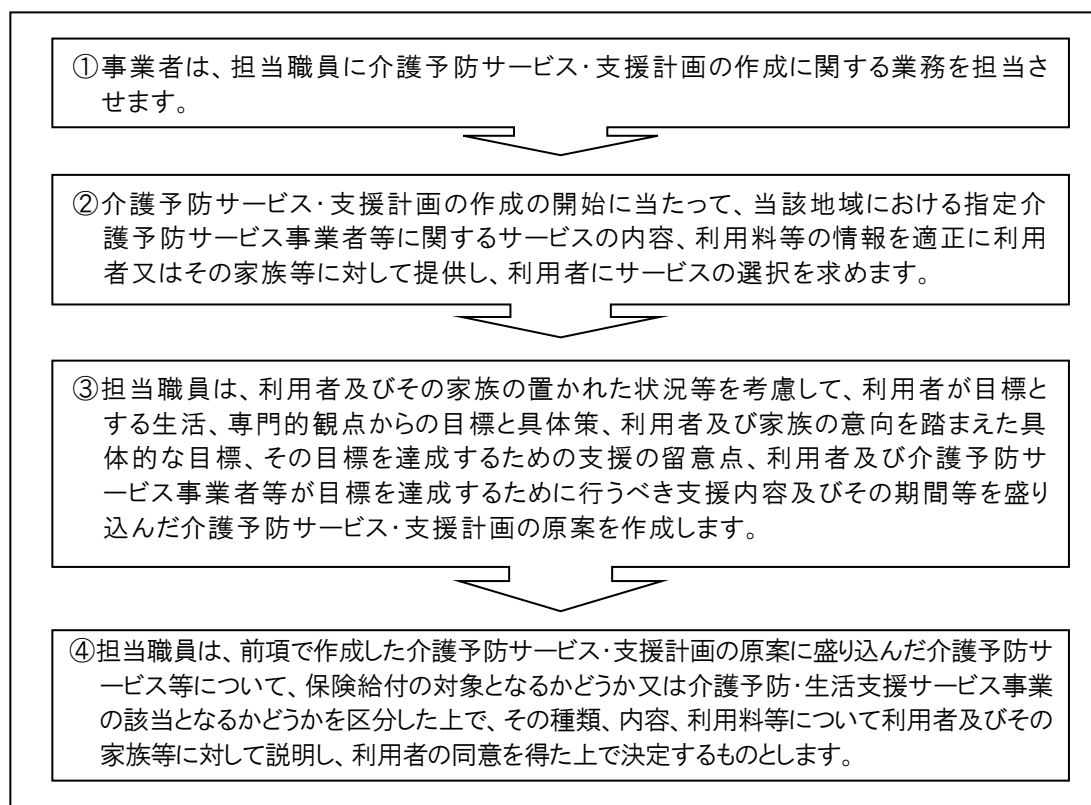 ①事業者は、担当職員に介護予防サービス・支援計画の作成に関する業務を担当さ
せます。
②介護予防サービス・支援計画の作成の開始に当たって、当該地域における指定介
護予防サービス事業者等に関するサービスの内容、利用料等の情報を適正に利用
者又はその家族等に対して提供し、利用者にサービスの選択を求めます。
③担当職員は、利用者及びその家族の置かれた状況等を考慮して、利用者が目標と
する生活、専門的観点からの目標と具体策、利用者及び家族の意向を踏まえた具
体的な目標、その目標を達成するための支援の留意点、利用者及び介護予防サ
ービス事業者等が目標を達成するために行うべき支援内容及びその期間等を盛り
込んだ介護予防サービス・支援計画の原案を作成します。
④担当職員は、前項で作成した介護予防サービス・支援計画の原案に盛り込んだ介護予防サ
ービス等について、保険給付の対象となるかどうか又は介護予防・生活支援サービス事業
の該当となるかどうかを区分した上で、その種類、内容、利用料等について利用者及びその
家族等に対して説明し、利用者の同意を得た上で決定するものとします。